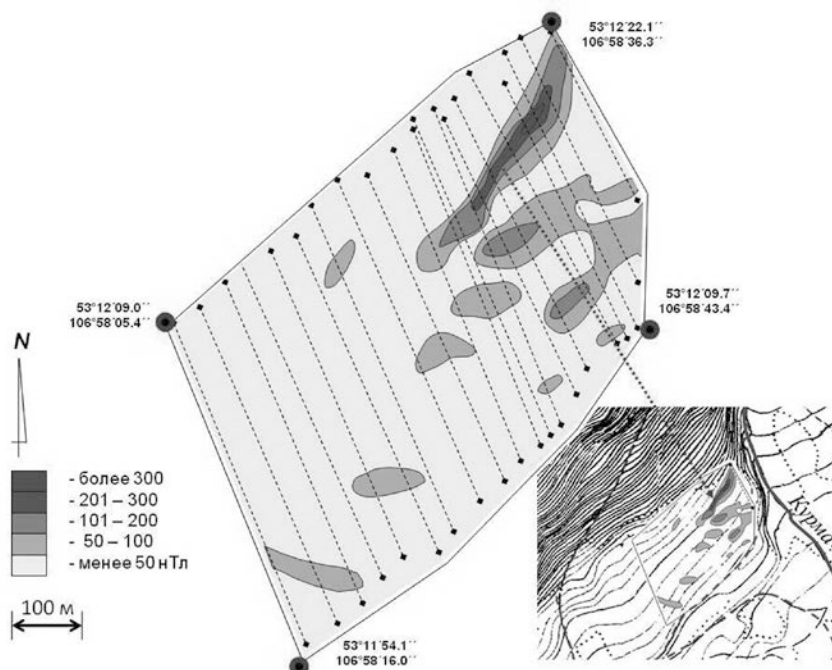 53°12´22.1´´
106°58´36.3´´
53°12´09.0´´
106°58´05.4´´
53°12´09.7´´
106°58´43.4´´
N
- более 300
- 201 – 300
- 101 – 200
- 50 – 100
- менее 50 нТл
100 м
Курма
53°11´54.1´´
106°58´16.0´´